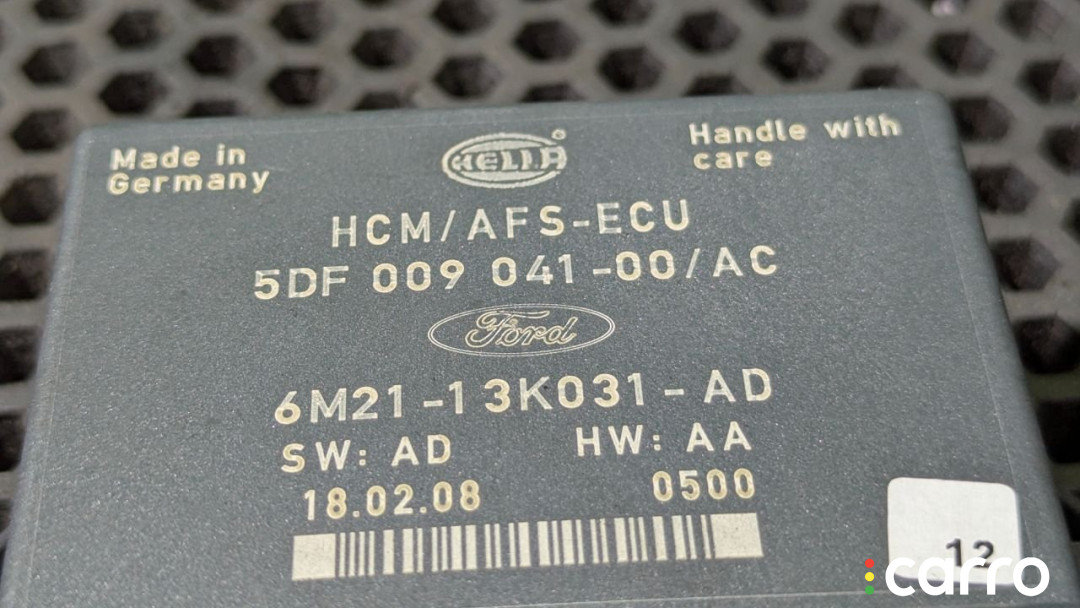 Made in
Germany
HELLA
Handle with
care
HCM/AFS-ECU
5DF 009 041-00/AC
Ford
6M21-13K031-AD
SW: AD HW: AA
18.02.08 0500
12
carro